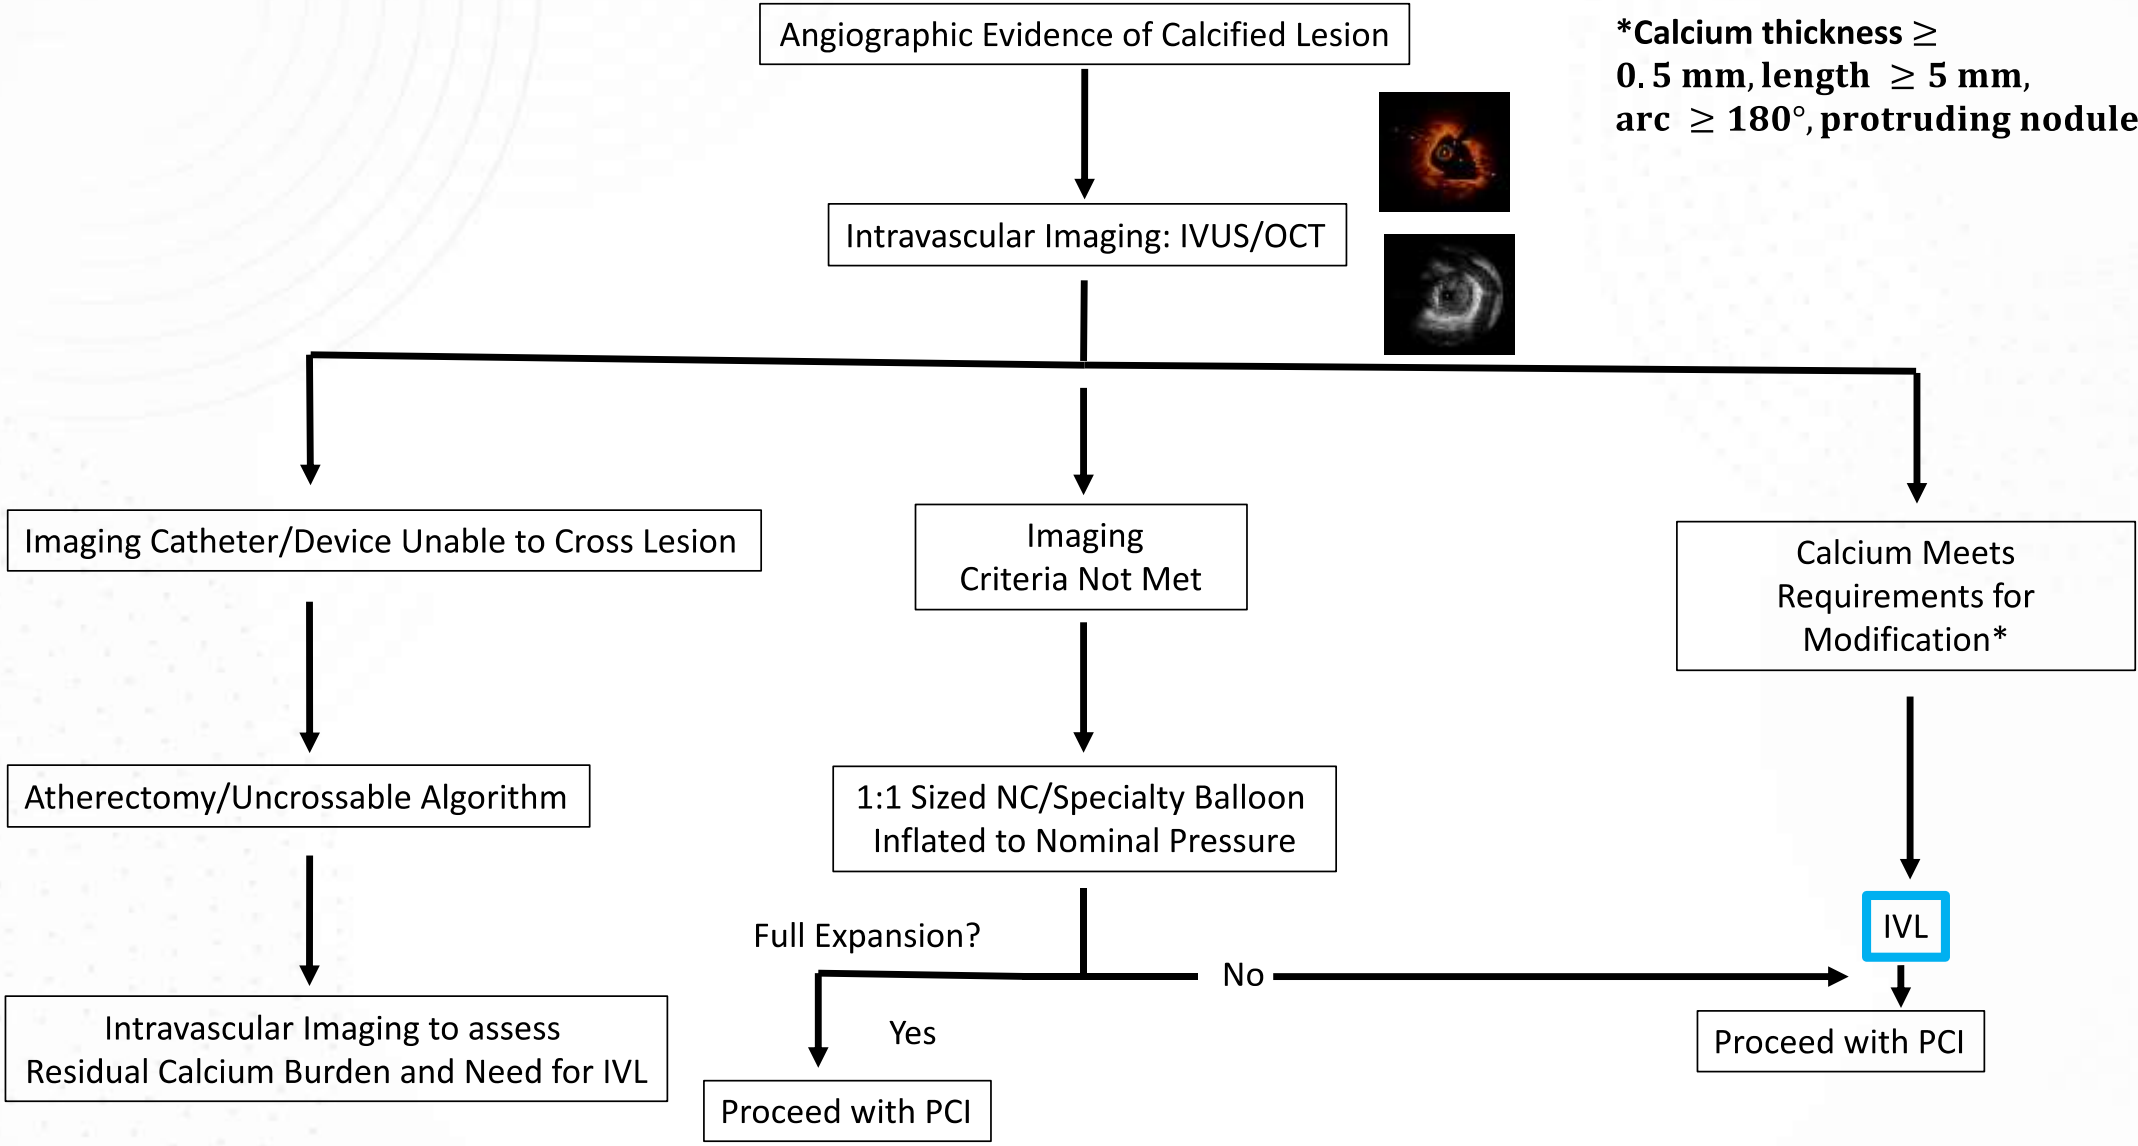 Angiographic Evidence of Calcified Lesion
*Calcium thickness ≥
0.5 mm, length ≥ 5 mm,
arc ≥ 180°, protruding nodule
Intravascular Imaging: IVUS/OCT
Imaging Catheter/Device Unable to Cross Lesion
Imaging
Criteria Not Met
Calcium Meets
Requirements for
Modification*
Atherectomy/Uncrossable Algorithm
1:1 Sized NC/Specialty Balloon
Inflated to Nominal Pressure
Full Expansion?
IVL
No
Yes
Intravascular Imaging to assess
Residual Calcium Burden and Need for IVL
Proceed with PCI
Proceed with PCI